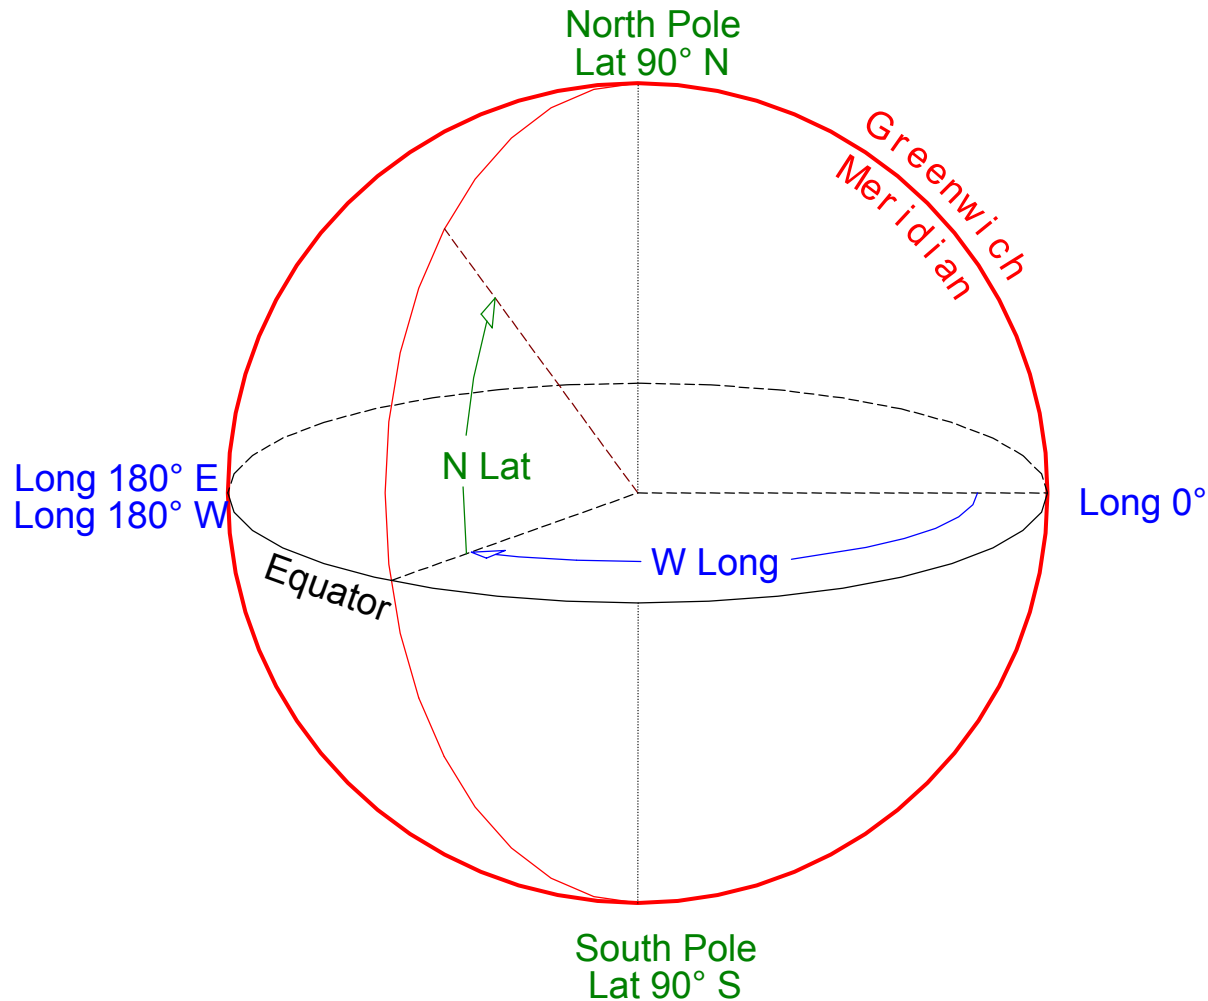 North Pole
Lat 90° N
Greenwich
Meridian
N Lat
Long 180° E
Long 180° W
Long 0°
W Long
Equator
South Pole
Lat 90° S